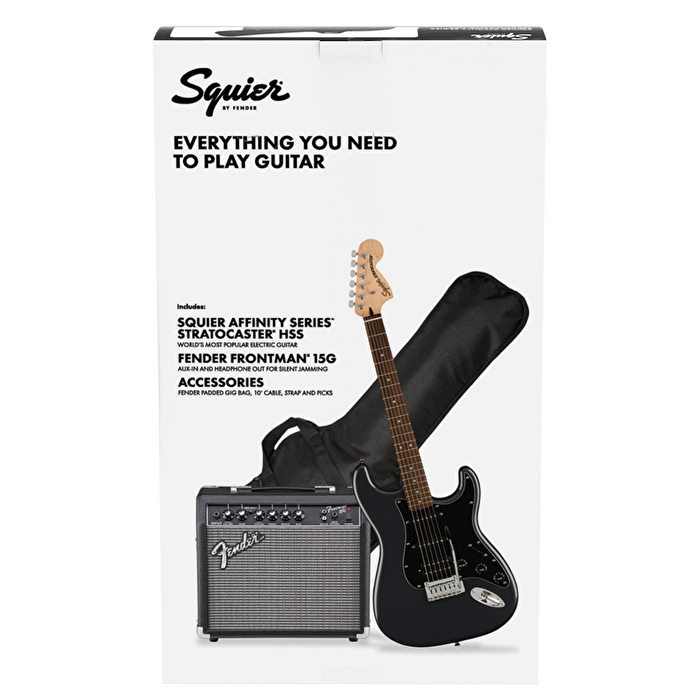 Squier
BY FENDER
EVERYTHING YOU NEED
TO PLAY GUITAR
Includes:
SQUIER AFFINITY SERIES™
STRATOCASTER® HSS
WORLD'S MOST POPULAR ELECTRIC GUITAR
FENDER FRONTMAN® 15G
AUX-IN AND HEADPHONE OUT FOR SILENT JAMMING
ACCESSORIES
FENDER PADDED GIG BAG, 10' CABLE, STRAP AND PICKS
Squier
Fender